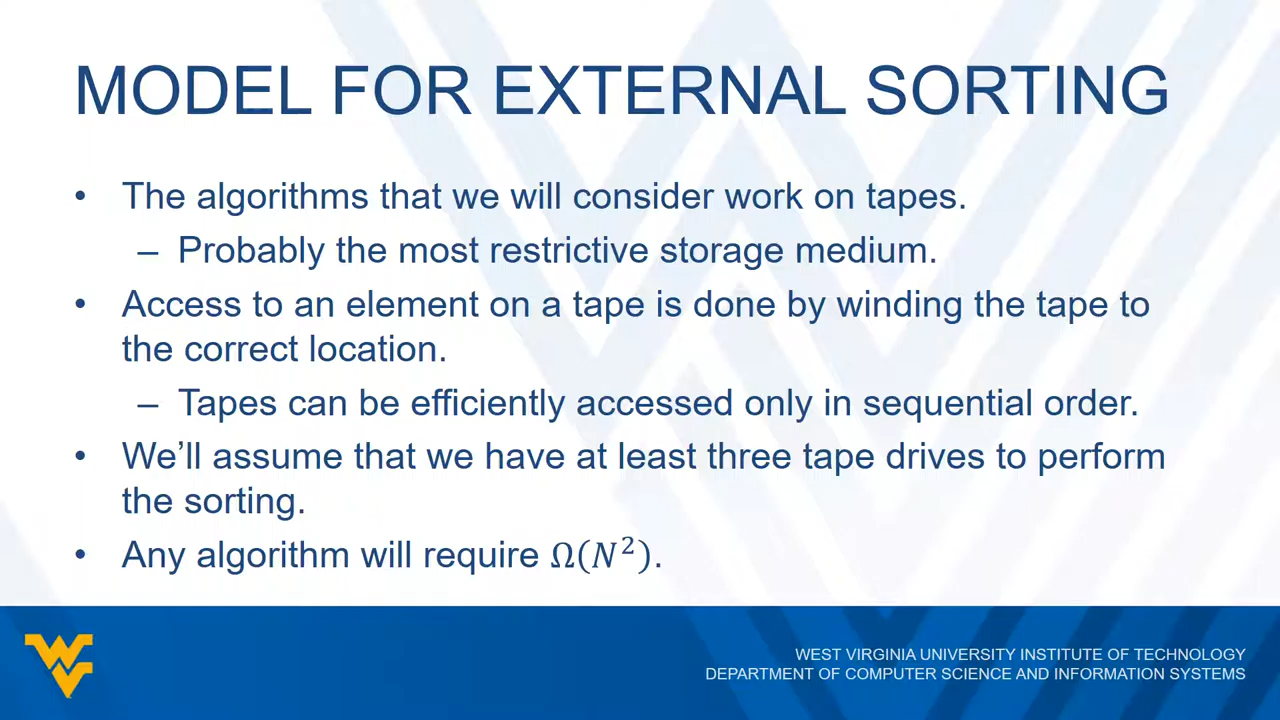 MODEL FOR EXTERNAL SORTING
• The algorithms that we will consider work on tapes.
– Probably the most restrictive storage medium.
• Access to an element on a tape is done by winding the tape to
the correct location.
– Tapes can be efficiently accessed only in sequential order.
• We’ll assume that we have at least three tape drives to perform
the sorting.
• Any algorithm will require Ω(𝑁²).
WV
WEST VIRGINIA UNIVERSITY INSTITUTE OF TECHNOLOGY
DEPARTMENT OF COMPUTER SCIENCE AND INFORMATION SYSTEMS